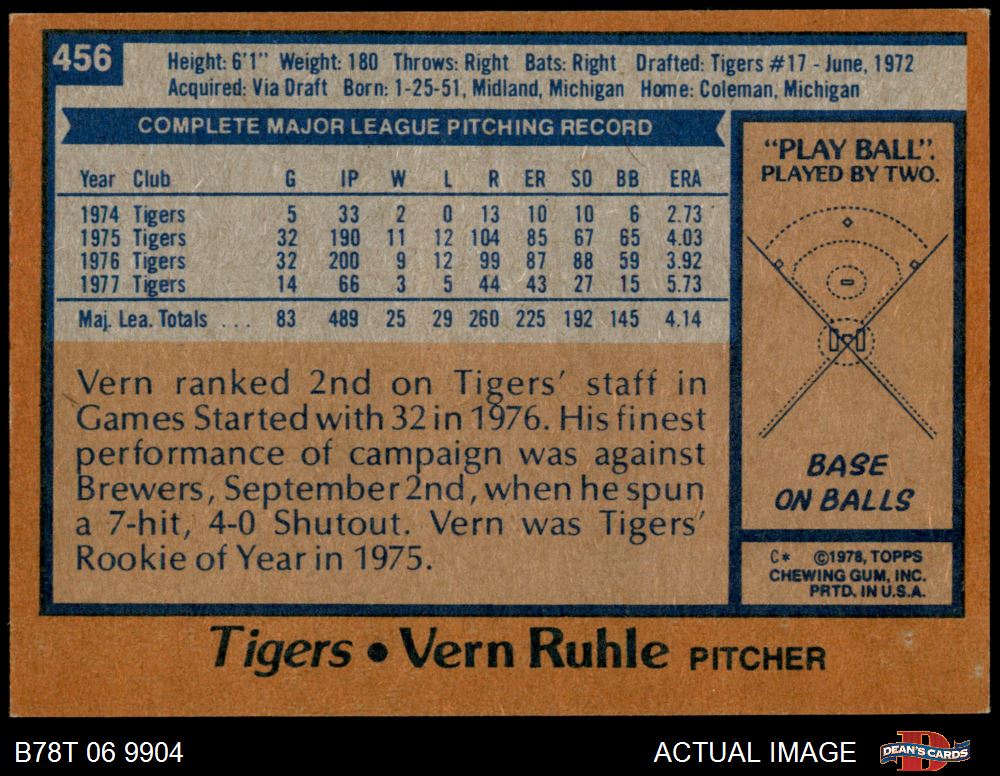 456
Height: 6'1" Weight: 180 Throws: Right Bats: Right Drafted: Tigers #17 - June, 1972
Acquired: Via Draft Born: 1-25-51, Midland, Michigan Home: Coleman, Michigan
COMPLETE MAJOR LEAGUE PITCHING RECORD
Year Club G IP W L R ER SO BB ERA
1974 Tigers 5 33 2 0 13 10 10 6 2.73
1975 Tigers 32 190 11 12 104 85 67 65 4.03
1976 Tigers 32 200 9 12 99 87 88 59 3.92
1977 Tigers 14 66 3 5 44 43 27 15 5.73
Maj. Lea. Totals ... 83 489 25 29 260 225 192 145 4.14
Vern ranked 2nd on Tigers' staff in
Games Started with 32 in 1976. His finest
performance of campaign was against
Brewers, September 2nd, when he spun
a 7-hit, 4-0 Shutout. Vern was Tigers'
Rookie of Year in 1975.
"PLAY BALL".
PLAYED BY TWO.
BASE
ON BALLS
C* ©1978, TOPPS
CHEWING GUM, INC.
PRTD. IN U.S.A.
Tigers • Vern Ruhle PITCHER
B78T 06 9904
ACTUAL IMAGE
D
DEAN'S CARDS